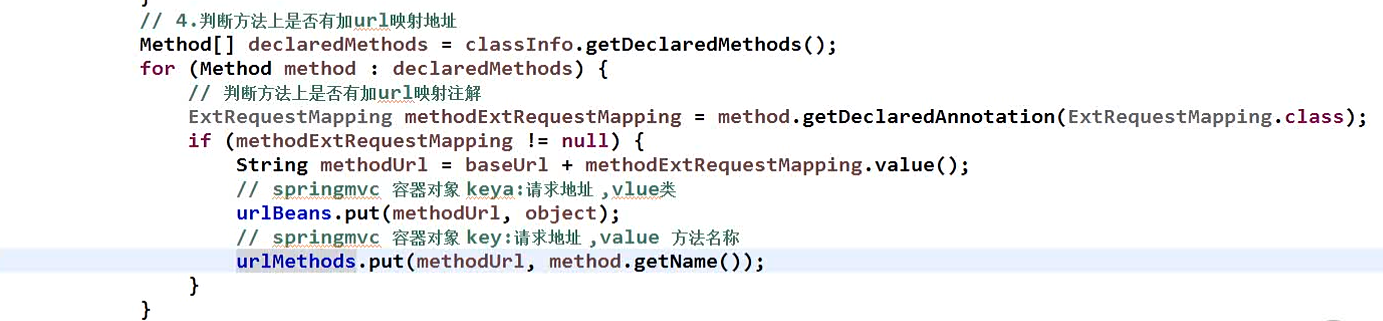 }
// 4.判断方法上是否有加url映射地址
Method[] declaredMethods = classInfo.getDeclaredMethods();
for (Method method : declaredMethods) {
// 判断方法上是否有加url映射注解
ExtRequestMapping methodExtRequestMapping = method.getDeclaredAnnotation(ExtRequestMapping.class);
if (methodExtRequestMapping != null) {
String methodUrl = baseUrl + methodExtRequestMapping.value();
// springmvc 容器对象 keya:请求地址 ,vlue类
urlBeans.put(methodUrl, object);
// springmvc 容器对象 key:请求地址 ,value 方法名称
urlMethods.put(methodUrl, method.getName());
}
}